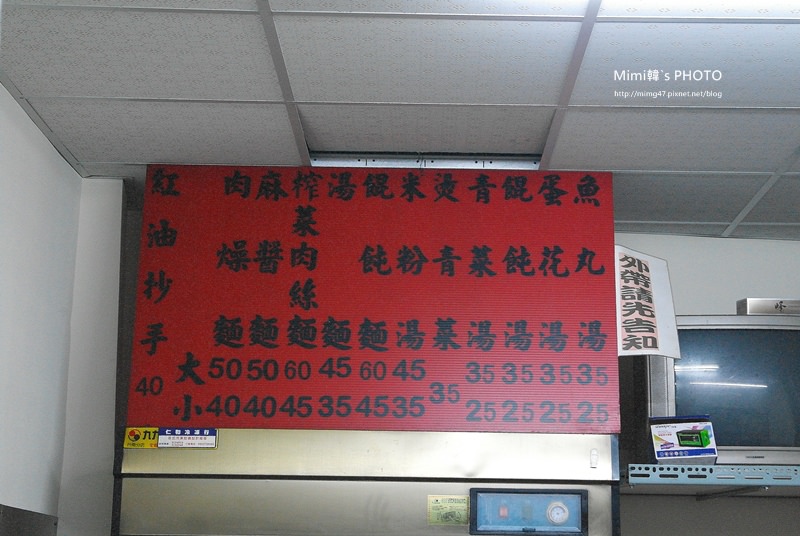 Mimi韓`s PHOTO
http://mimg47.pixnet.net/blog
魚丸湯 35 25
蛋花湯 35 25
餛飩湯 35 25
青菜湯 35 25
燙青菜 35
米粉湯 45 35
餛飩麵 60 45
湯麵 45 35
榨菜肉絲麵 60 45
麻醬麵 50 40
肉燥麵 50 40
大 小
紅油抄手 40
外帶請先告知